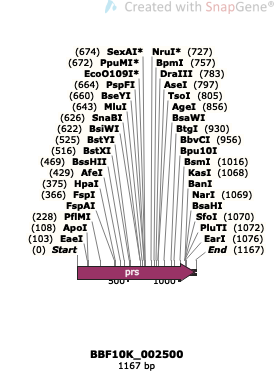 Created with SnapGene®
(674) SexAI* NruI* (727)
(672) PpuMI* BpmI (757)
EcoO109I* DraIII (783)
(664) PspFI AseI (797)
(660) BseYI TsoI (805)
(643) MluI AgeI (856)
(626) SnaBI BsaWI
(622) BsiWI BtgI (930)
(525) BstYI BbvCI (956)
(516) BstXI Bpu10I
(469) BssHII BsmI (1016)
(429) AfeI KasI (1068)
(375) HpaI BanI
(366) FspI NarI (1069)
FspAI BsaHI
(228) PflMI SfoI (1070)
(108) ApoI PluTI (1072)
(103) EaeI EarI (1076)
(0) Start End (1167)
prs
500 1000
BBF10K_002500
1167 bp